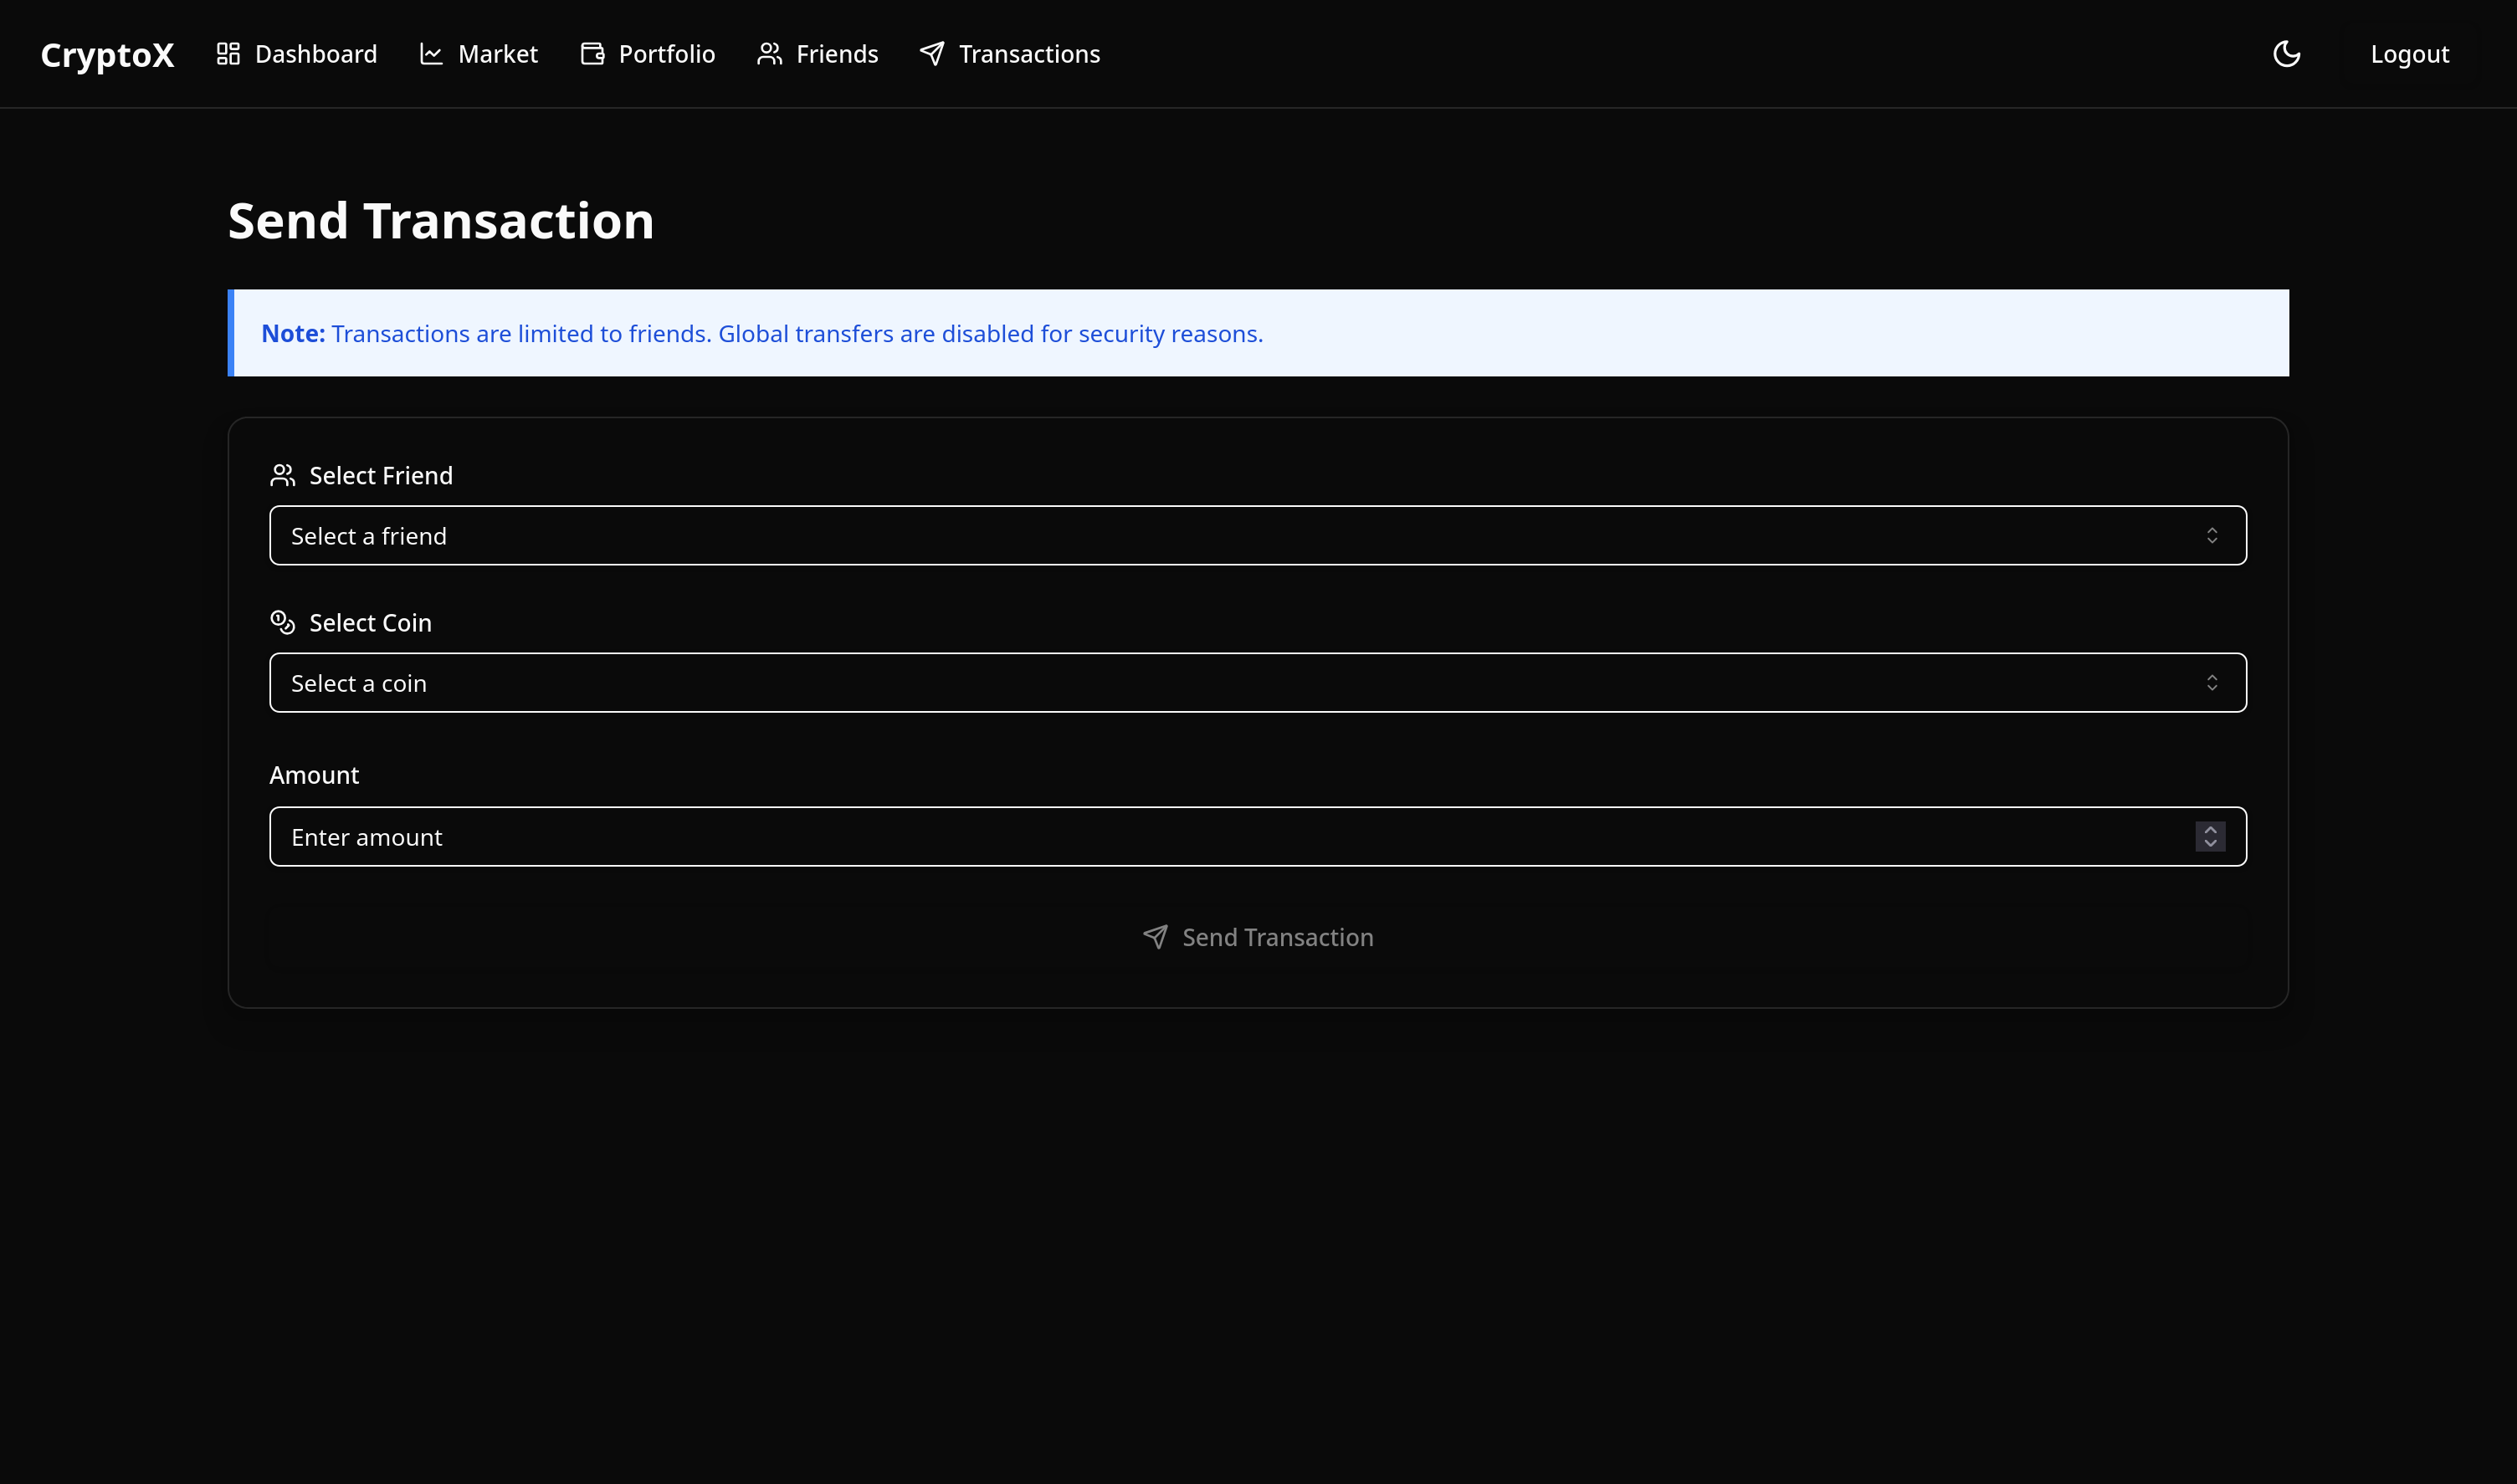 CryptoX Dashboard Market Portfolio Friends Transactions Logout
Send Transaction
Note: Transactions are limited to friends. Global transfers are disabled for security reasons.
Select Friend
Select a friend
Select Coin
Select a coin
Amount
Enter amount
Send Transaction